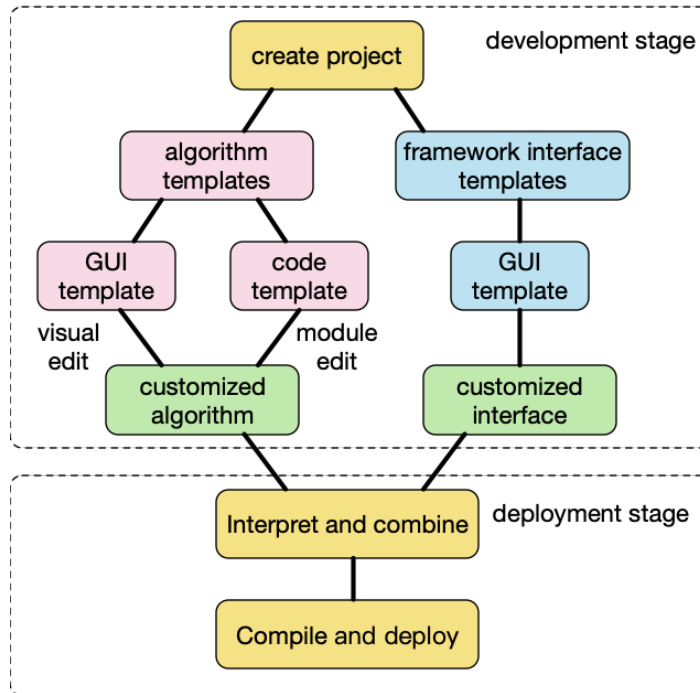 development stage
create project
algorithm
templates
framework interface
templates
GUI
template
code
template
GUI
template
visual
edit
module
edit
customized
algorithm
customized
interface
Interpret and combine
deployment stage
Compile and deploy